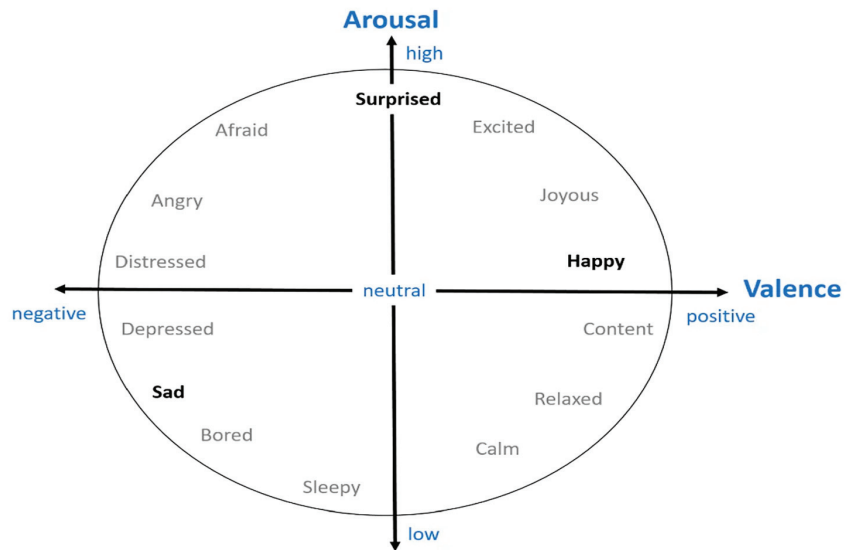 Arousal
high
Surprised
Afraid
Excited
Angry
Joyous
Distressed
Happy
neutral
Valence
negative
positive
Depressed
Content
Sad
Relaxed
Bored
Calm
Sleepy
low